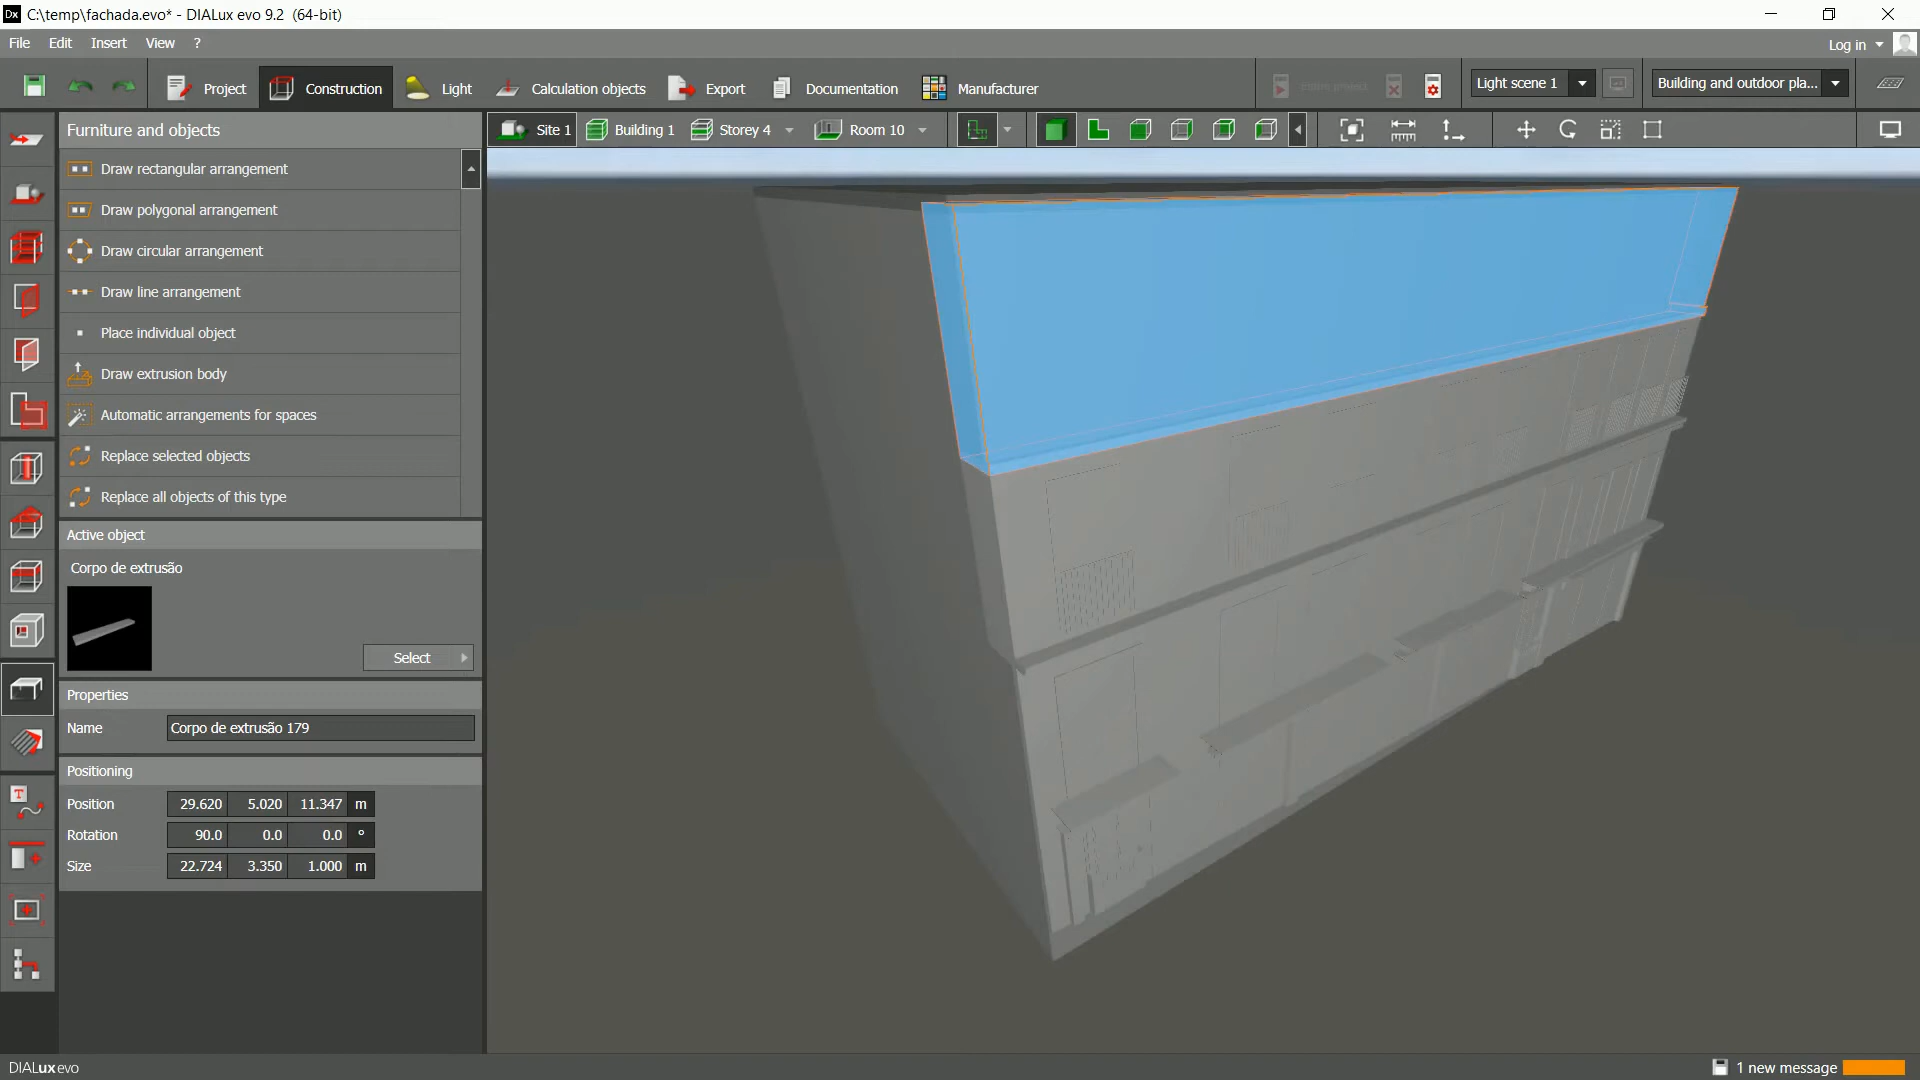 Dx C:\temp\fachada.evo* - DIALux evo 9.2 (64-bit)
File Edit Insert View ? Log in
Project Construction Light Calculation objects Export Documentation Manufacturer Entire project Light scene 1 Building and outdoor pla...
Furniture and objects
Site 1 Building 1 Storey 4 Room 10
Draw rectangular arrangement
Draw polygonal arrangement
Draw circular arrangement
Draw line arrangement
Place individual object
Draw extrusion body
Automatic arrangements for spaces
Replace selected objects
Replace all objects of this type
Active object
Corpo de extrusão
Select
Properties
Name Corpo de extrusão 179
Positioning
Position 29.620 5.020 11.347 m
Rotation 90.0 0.0 0.0 °
Size 22.724 3.350 1.000 m
DIALux evo 1 new message